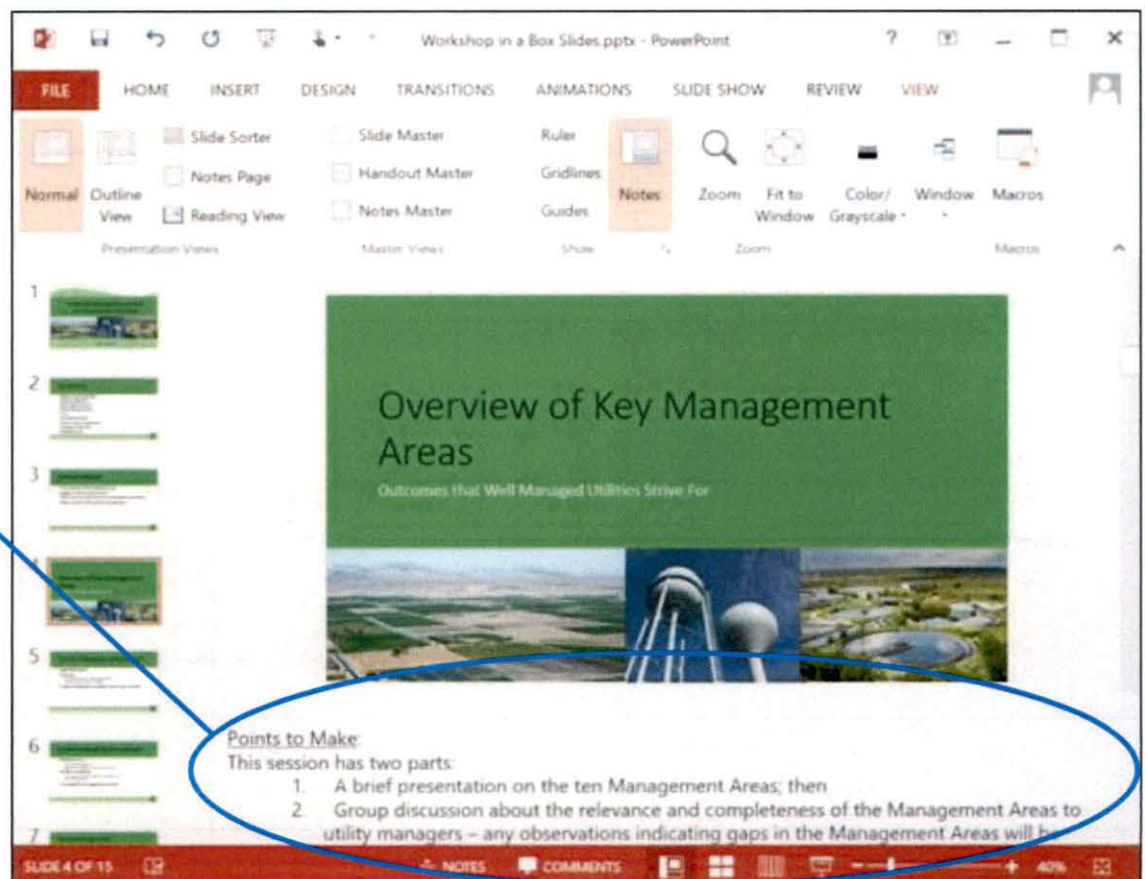 Workshop in a Box Slides.pptx - PowerPoint ?
FILE HOME INSERT DESIGN TRANSITIONS ANIMATIONS SLIDE SHOW REVIEW VIEW
Normal
Outline View
Slide Sorter
Notes Page
Reading View
Presentation Views
Slide Master
Handout Master
Notes Master
Master Views
Ruler
Gridlines
Guides
Show
Notes
Zoom
Fit to Window
Color/ Grayscale
Zoom
Window
Macros
Macros
1
2
3
5
6
7
Overview of Key Management
Areas
Outcomes that Well Managed Utilities Strive For
Points to Make:
This session has two parts:
1. A brief presentation on the ten Management Areas; then
2. Group discussion about the relevance and completeness of the Management Areas to
utility managers – any observations indicating gaps in the Management Areas will be
SLIDE 4 OF 15 NOTES COMMENTS 40%